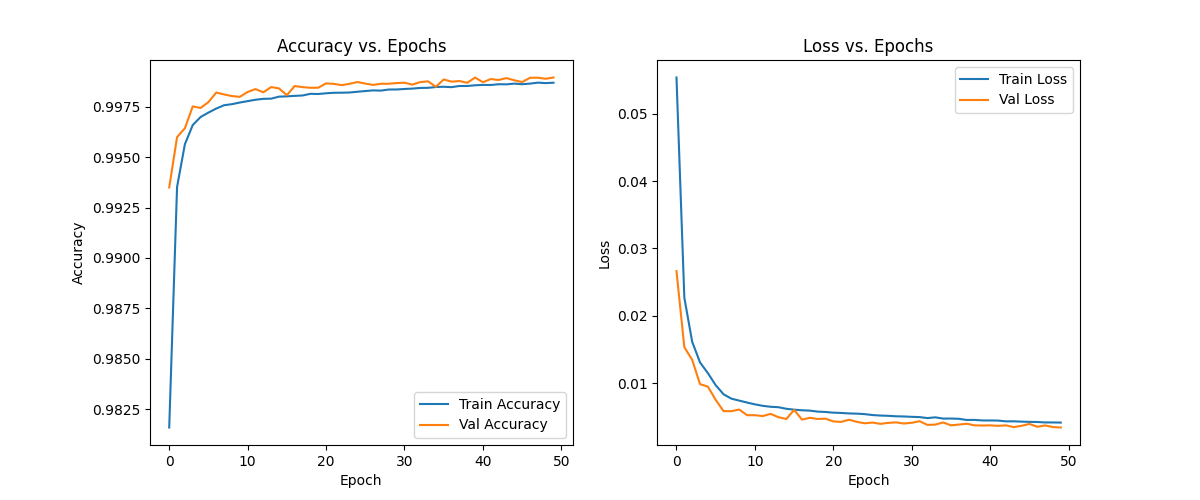 Accuracy vs. Epochs
Accuracy
0.9975
0.9950
0.9925
0.9900
0.9875
0.9850
0.9825
0 10 20 30 40 50
Epoch
Train Accuracy
Val Accuracy
Loss vs. Epochs
Loss
0.05
0.04
0.03
0.02
0.01
0 10 20 30 40 50
Epoch
Train Loss
Val Loss